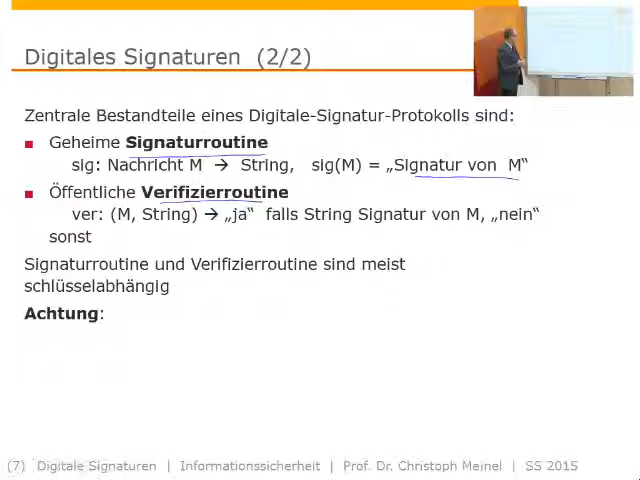 Digitales Signaturen (2/2)
Zentrale Bestandteile eines Digitale-Signatur-Protokolls sind:
Geheime Signaturroutine
sig: Nachricht M → String, sig(M) = „Signatur von M“
Öffentliche Verifizierroutine
ver: (M, String) → „ja“ falls String Signatur von M, „nein“
sonst
Signaturroutine und Verifizierroutine sind meist
schlüsselabhängig
Achtung:
(7) Digitale Signaturen | Informationssicherheit | Prof. Dr. Christoph Meinel | SS 2015